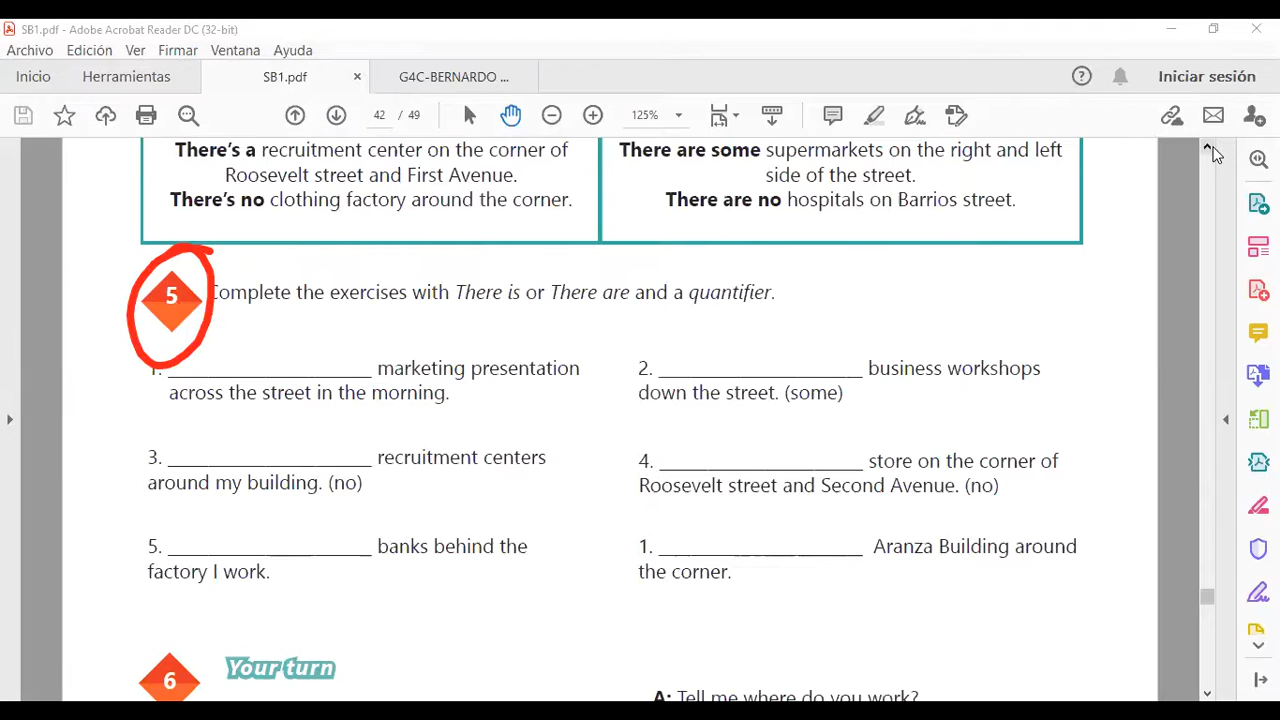 SB1.pdf - Adobe Acrobat Reader DC (32-bit)
Archivo Edición Ver Firmar Ventana Ayuda
Inicio Herramientas SB1.pdf × G4C-BERNARDO ... Iniciar sesión
42 / 49 125%
There's a recruitment center on the corner of
Roosevelt street and First Avenue.
There's no clothing factory around the corner.
There are some supermarkets on the right and left
side of the street.
There are no hospitals on Barrios street.
5 Complete the exercises with There is or There are and a quantifier.
1. ____________________ marketing presentation
across the street in the morning.
2. ____________________ business workshops
down the street. (some)
3. ____________________ recruitment centers
around my building. (no)
4. ____________________ store on the corner of
Roosevelt street and Second Avenue. (no)
5. ____________________ banks behind the
factory I work.
1. ____________________ Aranza Building around
the corner.
6 Your turn
A: Tell me where do you work?